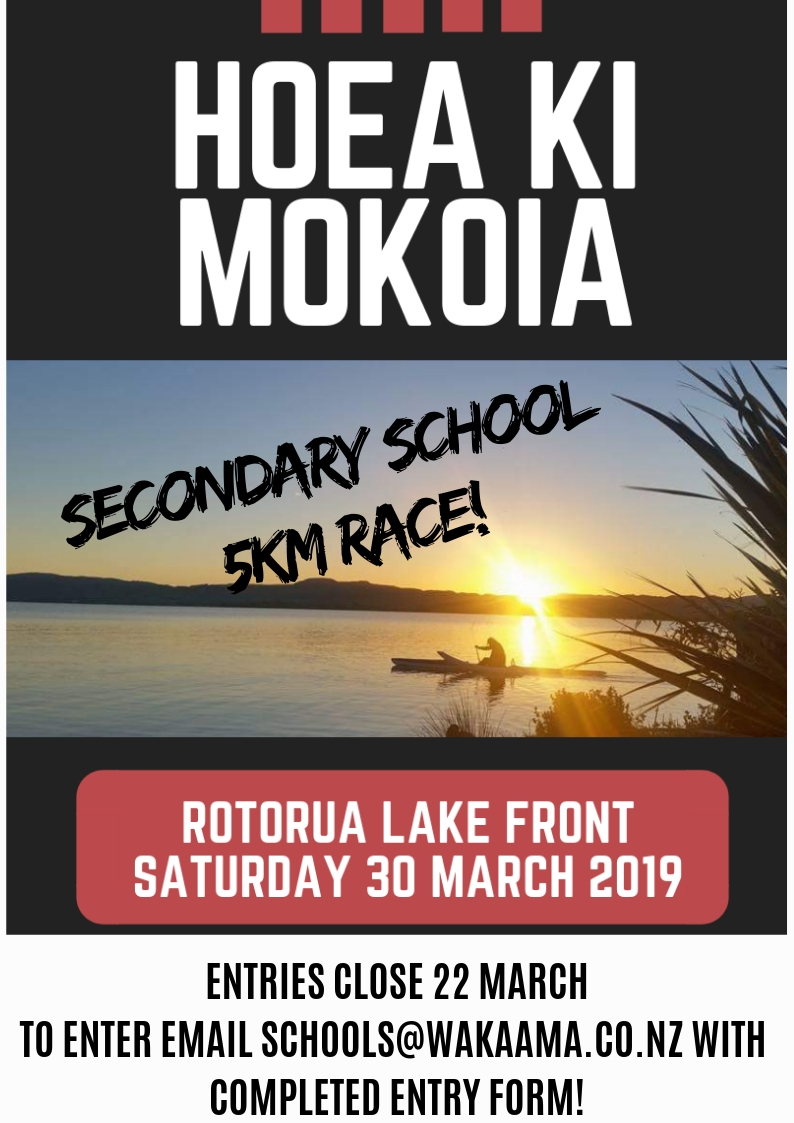 HOEA KI
MOKOIA
SECONDARY SCHOOL
5KM RACE!
ROTORUA LAKE FRONT
SATURDAY 30 MARCH 2019
ENTRIES CLOSE 22 MARCH
TO ENTER EMAIL SCHOOLS@WAKAAMA.CO.NZ WITH
COMPLETED ENTRY FORM!